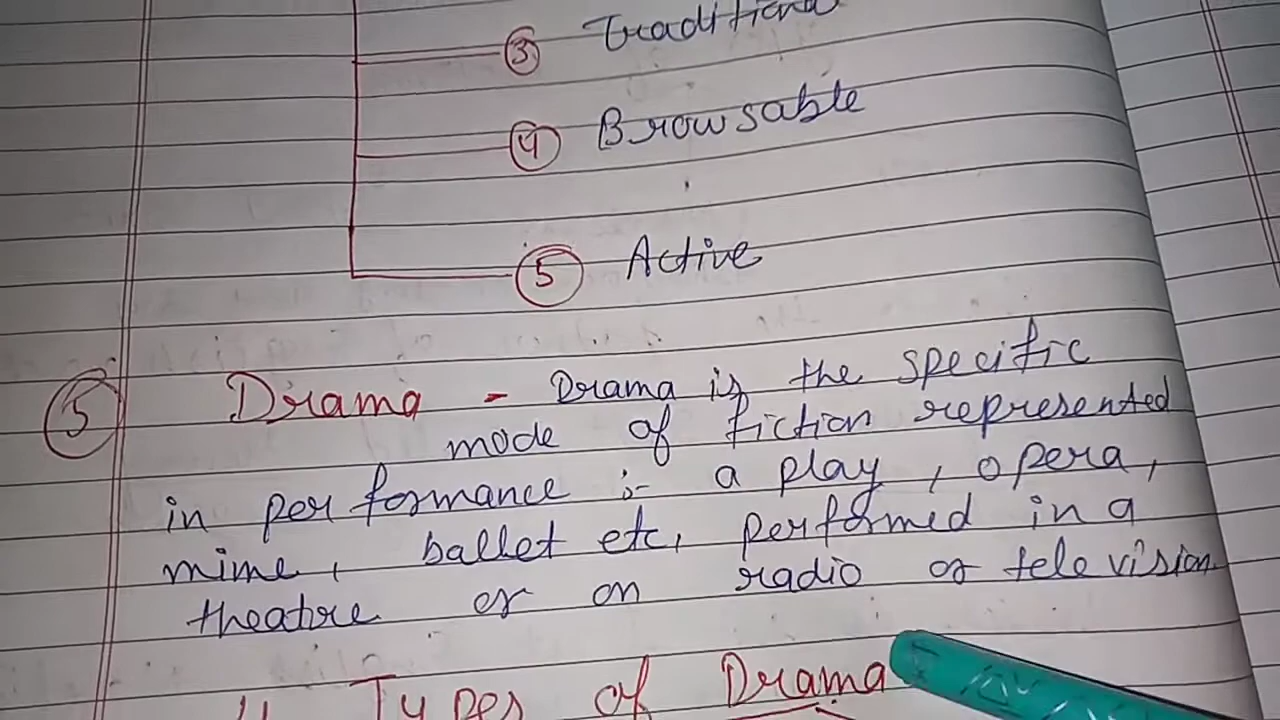 ③ Traditional
④ Browsable
⑤ Active
⑤ Drama - Drama is the specific
mode of fiction represented
in performance :- a play, opera,
mime, ballet etc, performed in a
theatre or on radio or television
Types of Drama